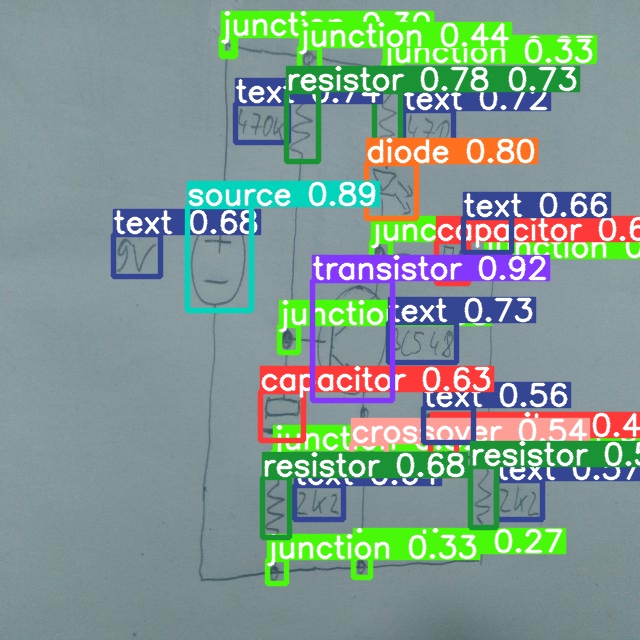 junction 0.30
junction 0.44
junction 0.33
resistor 0.78
0.73
text 0.74
text 0.72
470k
470
diode 0.80
source 0.89
text 0.66
text 0.68
capacitor 0.6
junction 0
+
9V
transistor 0.92
junctio
text 0.73
BC548
capacitor 0.63
text 0.56
crossover 0.54
0.4
resistor 0.68
resistor 0.5
2k2
2k2
junction 0.33
0.27